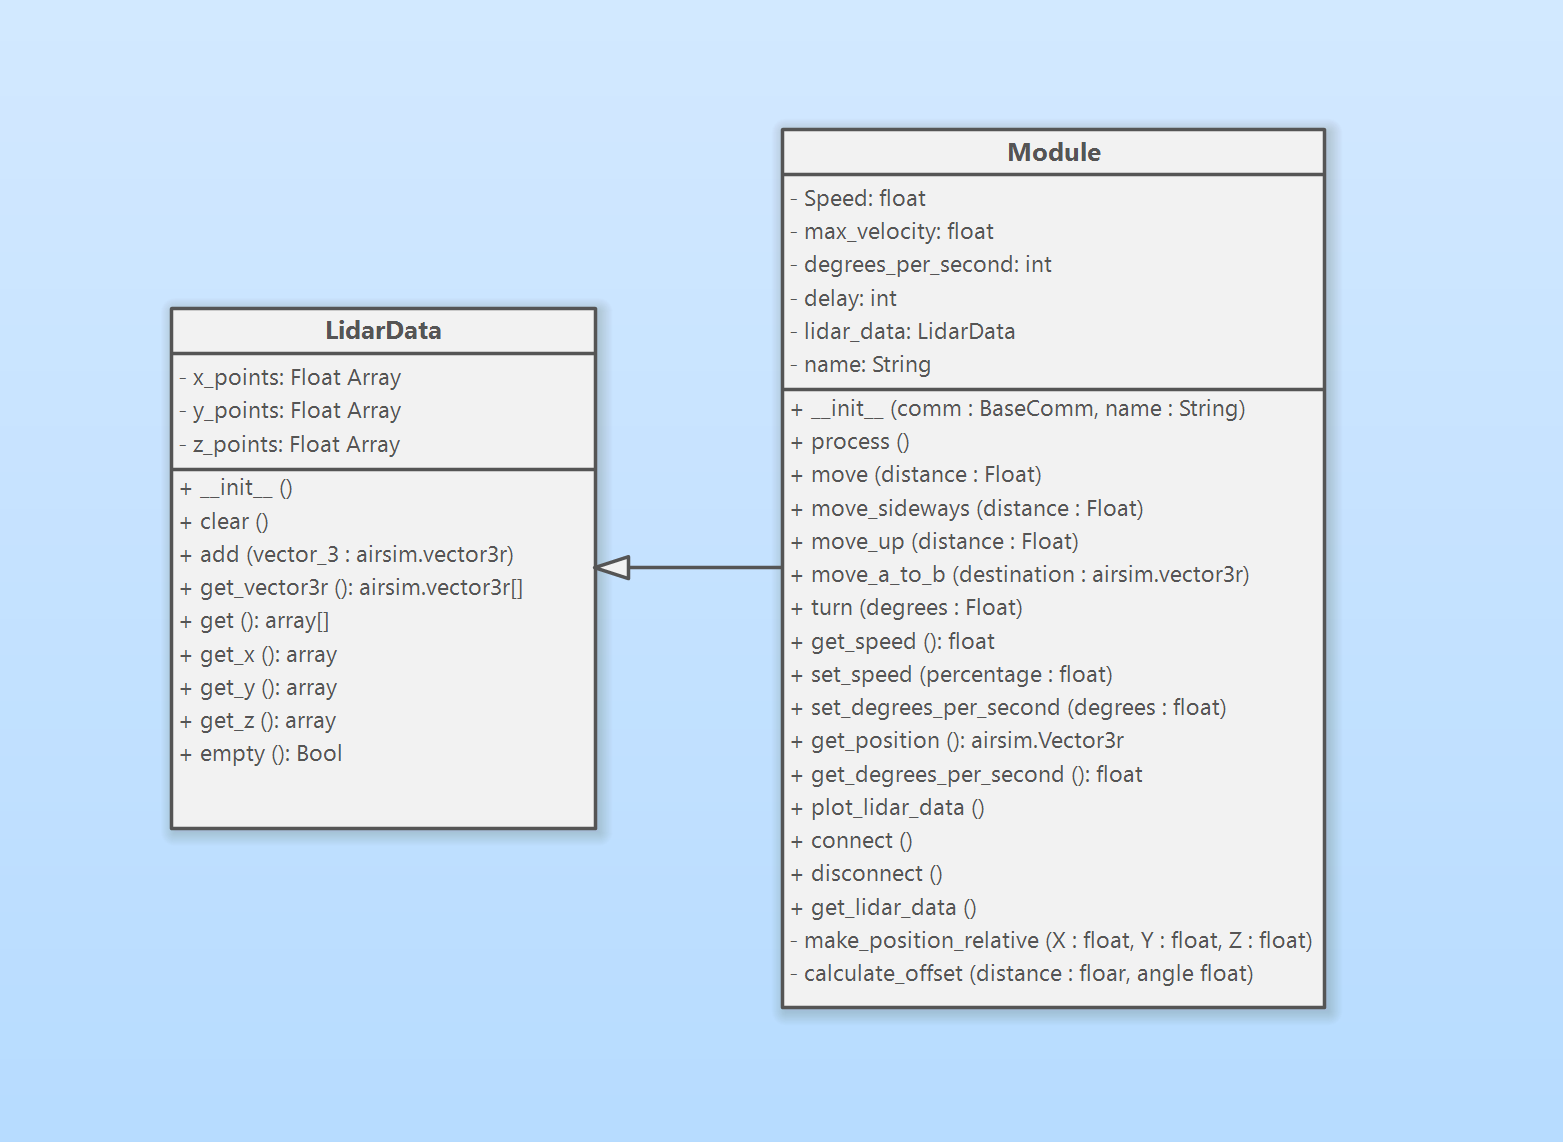 LidarData
- x_points: Float Array
- y_points: Float Array
- z_points: Float Array
+ __init__ ()
+ clear ()
+ add (vector_3 : airsim.vector3r)
+ get_vector3r (): airsim.vector3r[]
+ get (): array[]
+ get_x (): array
+ get_y (): array
+ get_z (): array
+ empty (): Bool
Module
- Speed: float
- max_velocity: float
- degrees_per_second: int
- delay: int
- lidar_data: LidarData
- name: String
+ __init__ (comm : BaseComm, name : String)
+ process ()
+ move (distance : Float)
+ move_sideways (distance : Float)
+ move_up (distance : Float)
+ move_a_to_b (destination : airsim.vector3r)
+ turn (degrees : Float)
+ get_speed (): float
+ set_speed (percentage : float)
+ set_degrees_per_second (degrees : float)
+ get_position (): airsim.Vector3r
+ get_degrees_per_second (): float
+ plot_lidar_data ()
+ connect ()
+ disconnect ()
+ get_lidar_data ()
- make_position_relative (X : float, Y : float, Z : float)
- calculate_offset (distance : floar, angle float)